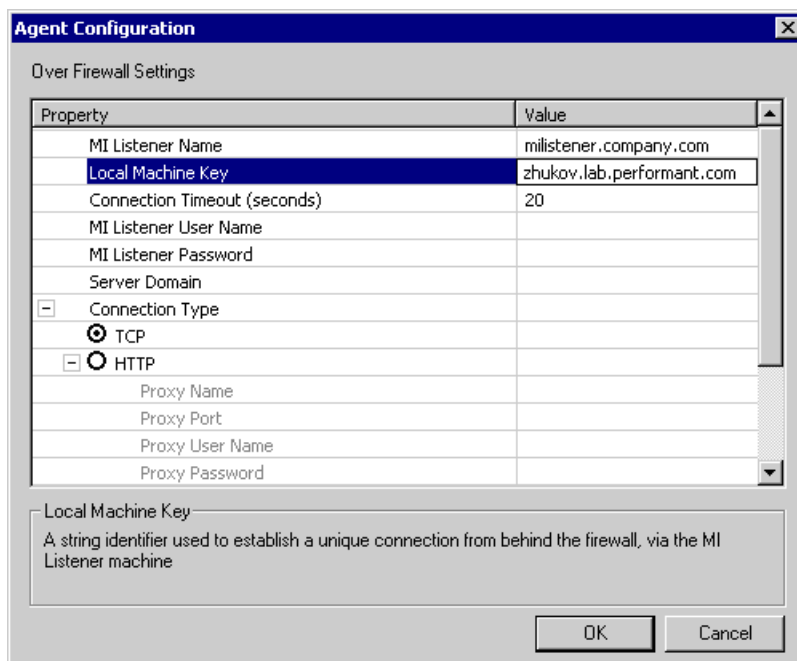 Agent Configuration
Over Firewall Settings
Property Value
MI Listener Name milistener.company.com
Local Machine Key zhukov.lab.performant.com
Connection Timeout (seconds) 20
MI Listener User Name
MI Listener Password
Server Domain
Connection Type
TCP
HTTP
Proxy Name
Proxy Port
Proxy User Name
Proxy Password
Local Machine Key
A string identifier used to establish a unique connection from behind the firewall, via the MI
Listener machine
OK Cancel